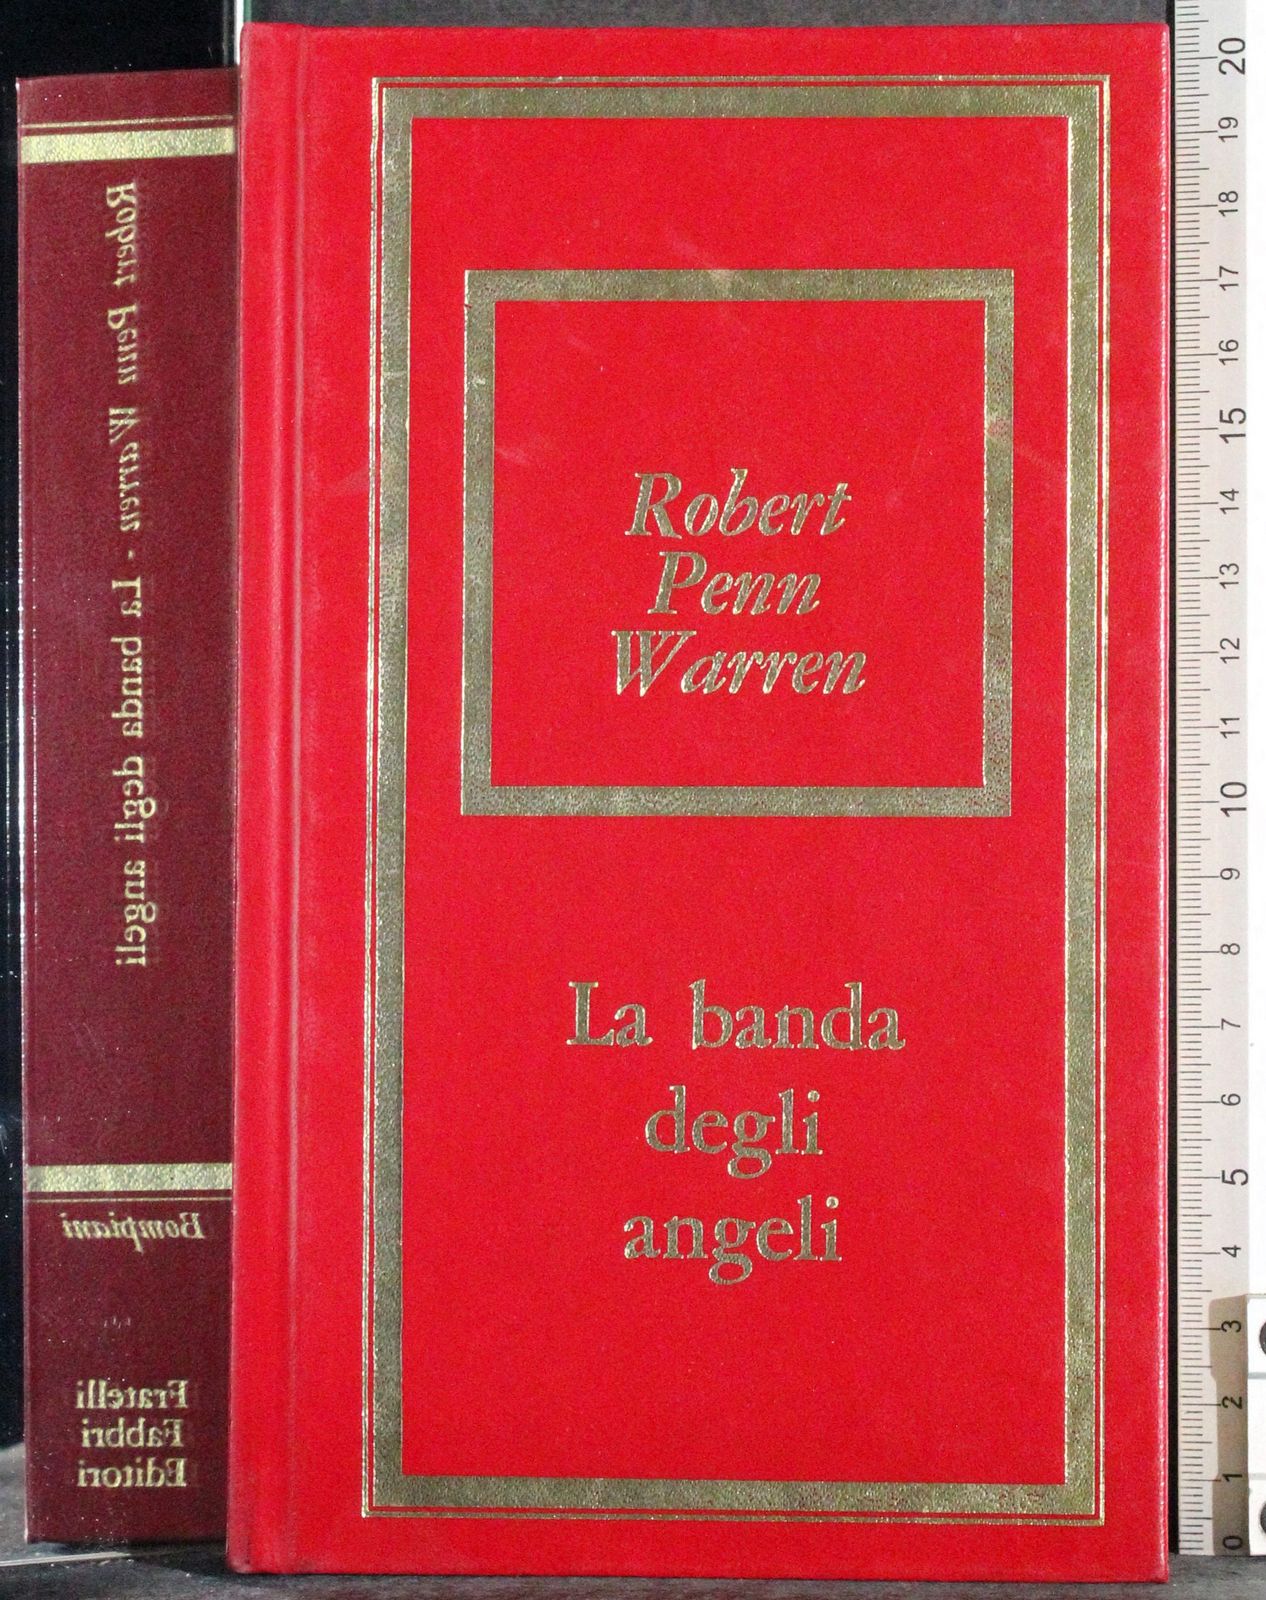 Robert Penn Warren - La banda degli angeli
Bompiani
Fratelli
Fabbri
Editori
Robert
Penn
Warren
La banda
degli
angeli
20
19
18
17
16
15
14
13
12
11
10
9
8
7
6
5
4
3
2
1
0